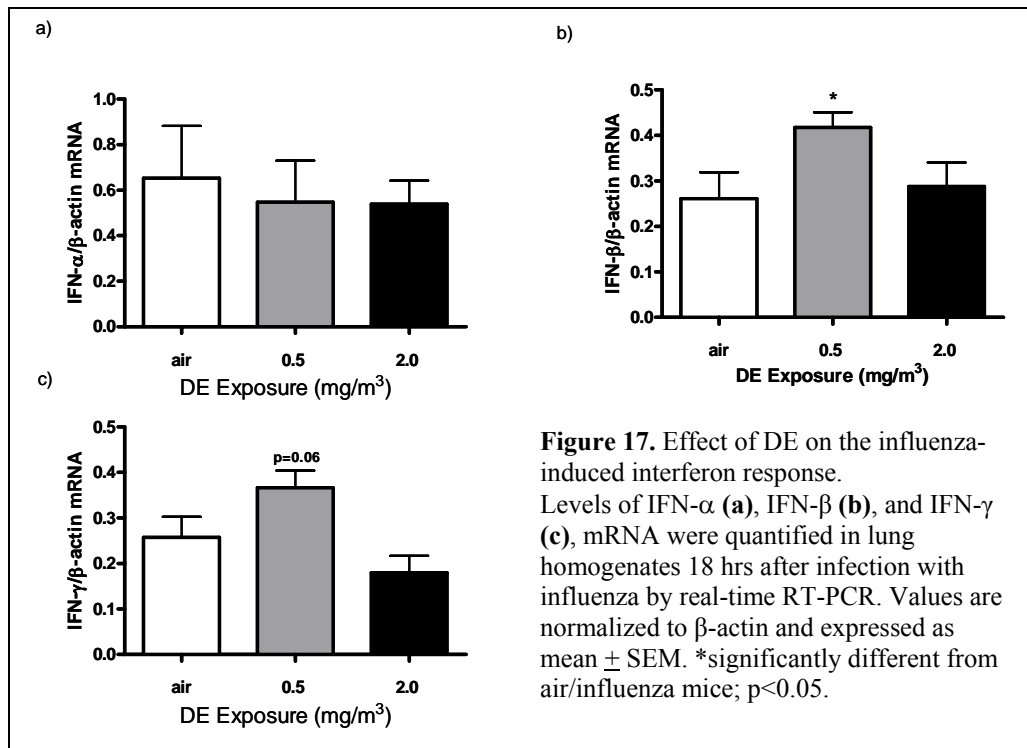 a)
1.0
0.8
0.6
0.4
0.2
0.0
IFN-α/β-actin mRNA
air 0.5 2.0
DE Exposure (mg/m³)
b)
0.5
0.4
0.3
0.2
0.1
0.0
IFN-β/β-actin mRNA
*
air 0.5 2.0
DE Exposure (mg/m³)
c)
0.5
0.4
0.3
0.2
0.1
0.0
IFN-γ/β-actin mRNA
p=0.06
air 0.5 2.0
DE Exposure (mg/m³)
Figure 17. Effect of DE on the influenza-
induced interferon response.
Levels of IFN-α (a), IFN-β (b), and IFN-γ
(c), mRNA were quantified in lung
homogenates 18 hrs after infection with
influenza by real-time RT-PCR. Values are
normalized to β-actin and expressed as
mean + SEM. *significantly different from
air/influenza mice; p<0.05.